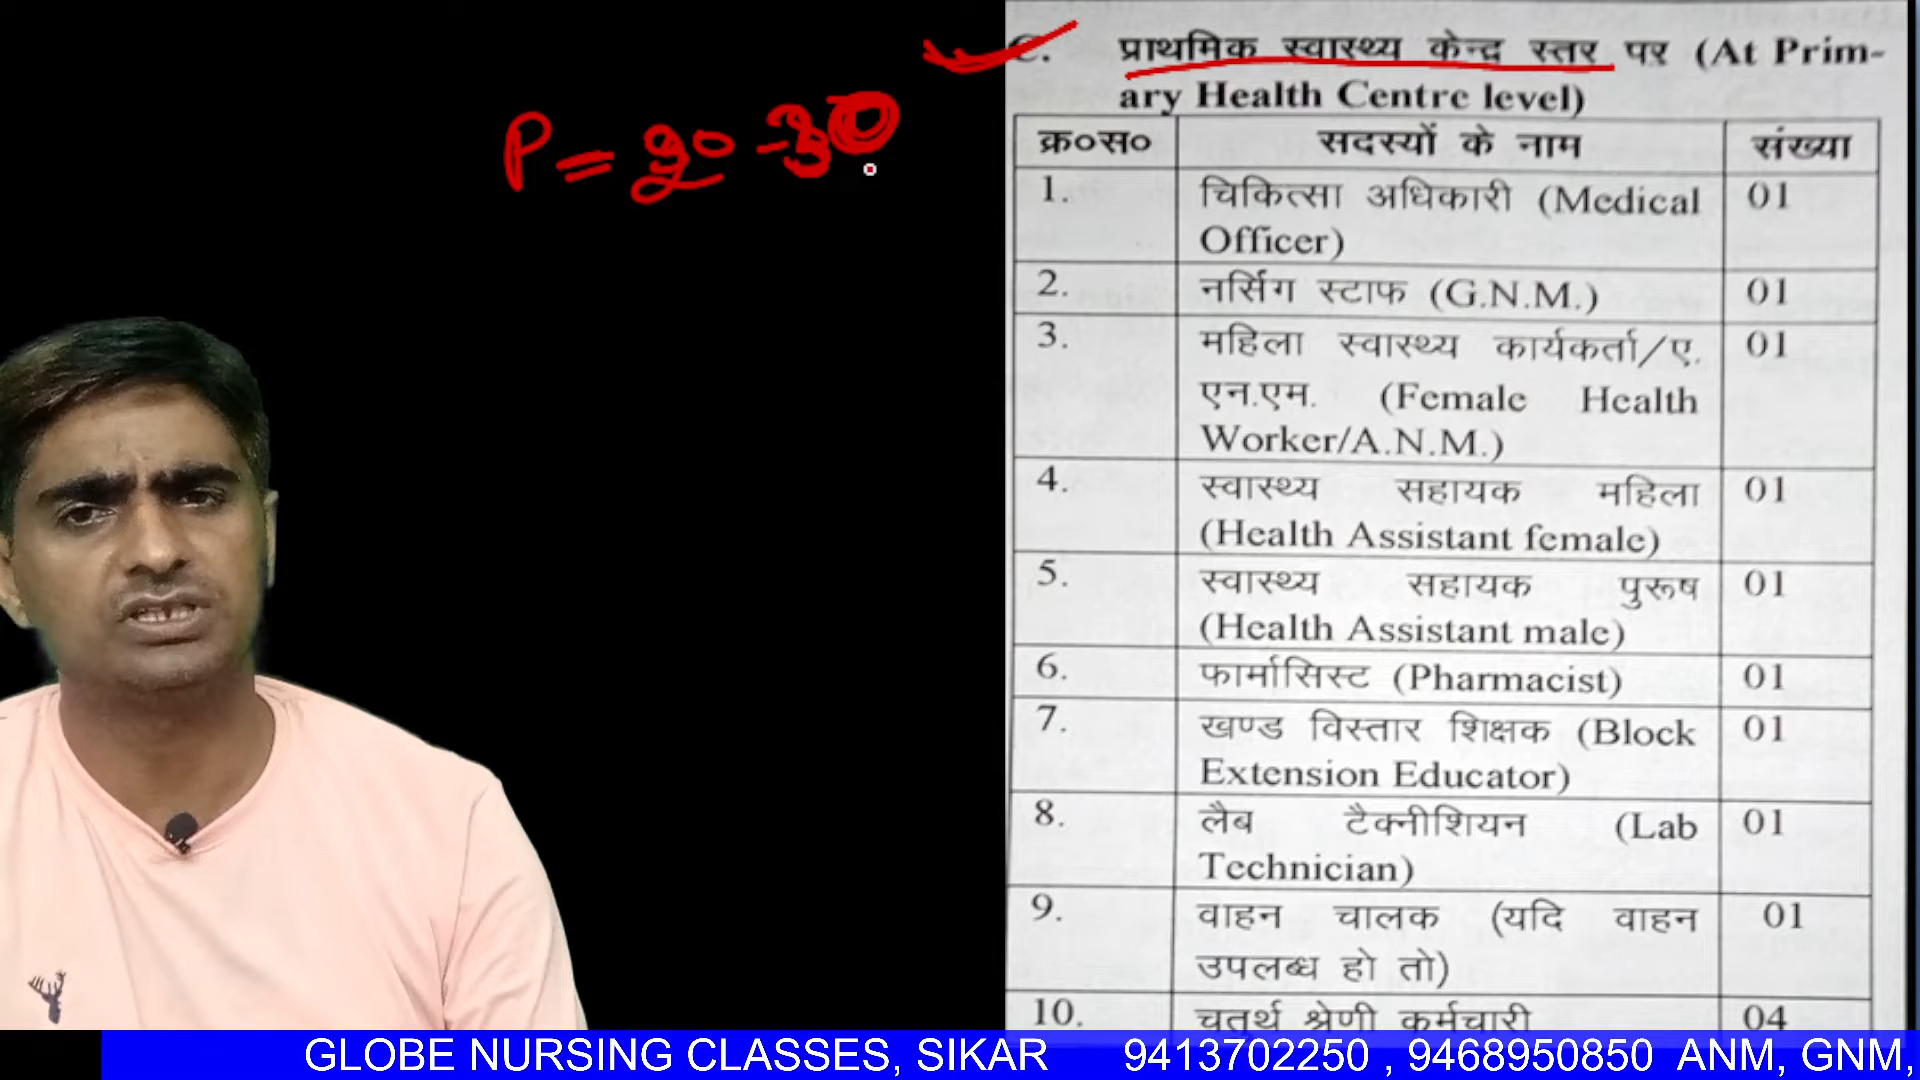 C. प्राथमिक स्वास्थ्य केन्द्र स्तर पर (At Prim-
ary Health Centre level)
P = 20 - 30
क्र०स० सदस्यों के नाम संख्या
1. चिकित्सा अधिकारी (Medical 01
Officer)
2. नर्सिग स्टाफ (G.N.M.) 01
3. महिला स्वास्थ्य कार्यकर्ता/ए. 01
एन.एम. (Female Health
Worker/A.N.M.)
4. स्वास्थ्य सहायक महिला 01
(Health Assistant female)
5. स्वास्थ्य सहायक पुरूष 01
(Health Assistant male)
6. फार्मासिस्ट (Pharmacist) 01
7. खण्ड विस्तार शिक्षक (Block 01
Extension Educator)
8. लैब टैक्नीशियन (Lab 01
Technician)
9. वाहन चालक (यदि वाहन 01
उपलब्ध हो तो)
10. चतुर्थ श्रेणी कर्मचारी 04
GLOBE NURSING CLASSES, SIKAR 9413702250 , 9468950850 ANM, GNM,